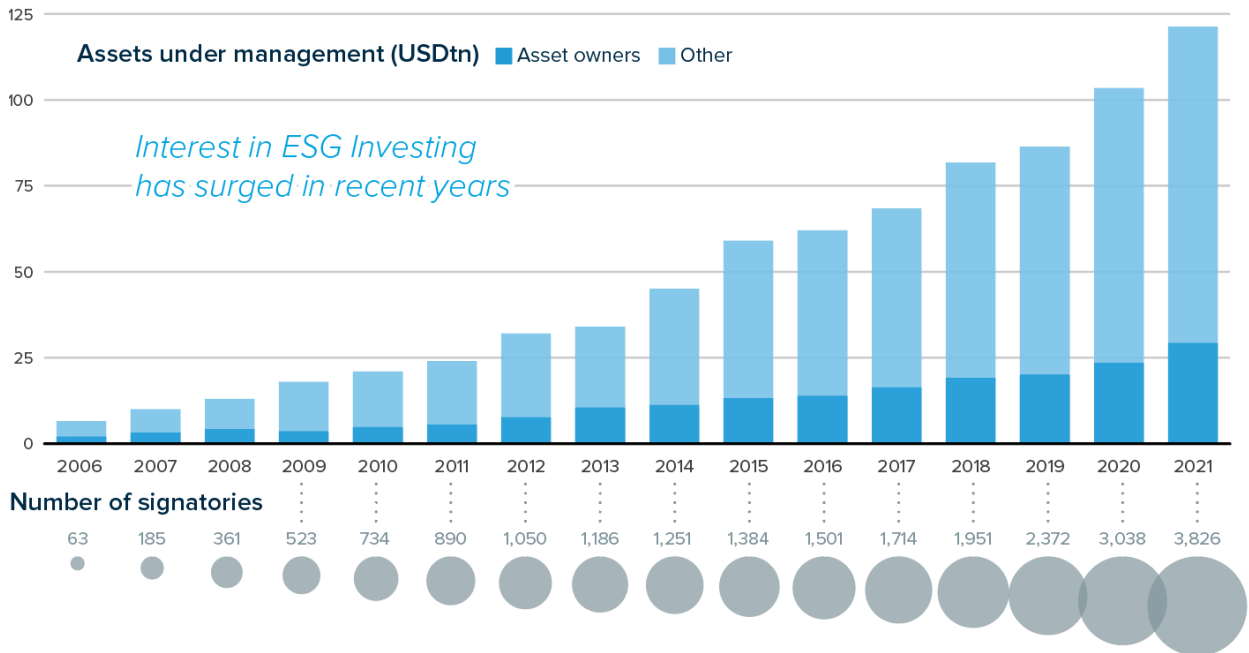 125
Assets under management (USDtn) Asset owners Other
100
Interest in ESG Investing
has surged in recent years
75
50
25
0
2006 2007 2008 2009 2010 2011 2012 2013 2014 2015 2016 2017 2018 2019 2020 2021
Number of signatories
63 185 361 523 734 890 1,050 1,186 1,251 1,384 1,501 1,714 1,951 2,372 3,038 3,826